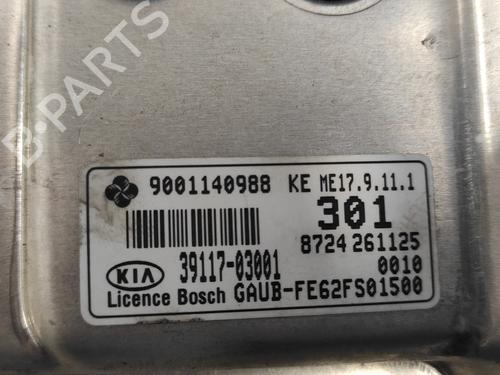 9001140988 KE ME17.9.11.1
301
8724 261125
39117-03001 0010
KIA Licence Bosch GAUB-FE62FS01500
B-PARTS